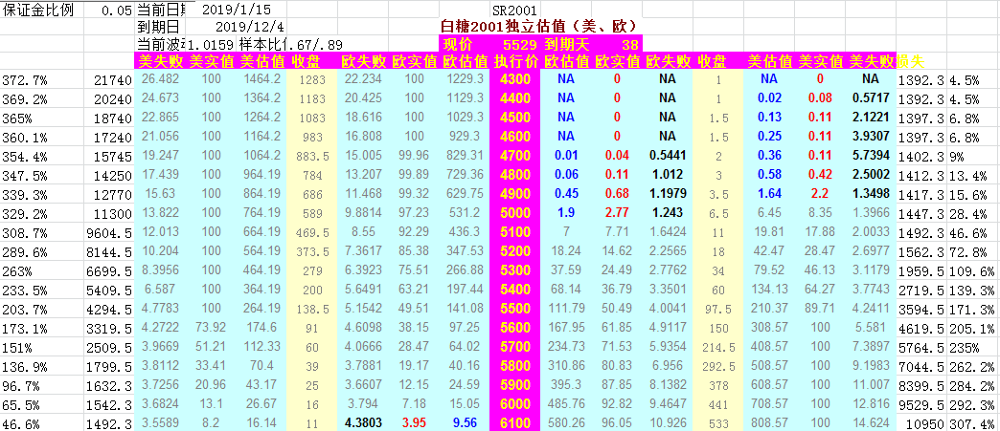 保证金比例 0.05 当前日期 2019/1/15 SR2001
到期日 2019/12/4 白糖2001独立估值（美、欧）
当前波动 1.0159 样本比例 .67/.89 现价 5529 到期天 38
美失败 美实值 美估值 收盘 欧失败 欧实值 欧估值 执行价 欧估值 欧实值 欧失败 收盘 美估值 美实值 美失败 损失
372.7% 21740 26.482 100 1464.2 1283 22.234 100 1229.3 4300 NA 0 NA 1 NA 0 NA 1392.3 4.5%
369.2% 20240 24.673 100 1364.2 1183 20.425 100 1129.3 4400 NA 0 NA 1 0.02 0.08 0.5717 1392.3 4.5%
365% 18740 22.865 100 1264.2 1083 18.616 100 1029.3 4500 NA 0 NA 1.5 0.13 0.11 2.1221 1397.3 6.8%
360.1% 17240 21.056 100 1164.2 983 16.808 100 929.3 4600 NA 0 NA 1.5 0.25 0.11 3.9307 1397.3 6.8%
354.4% 15745 19.247 100 1064.2 883.5 15.005 99.96 829.31 4700 0.01 0.04 0.5441 2 0.36 0.11 5.7394 1402.3 9%
347.5% 14250 17.439 100 964.19 784 13.207 99.89 729.36 4800 0.06 0.11 1.012 3 0.58 0.42 2.5002 1412.3 13.4%
339.3% 12770 15.63 100 864.19 686 11.468 99.32 629.75 4900 0.45 0.68 1.1979 3.5 1.64 2.2 1.3498 1417.3 15.6%
329.2% 11300 13.822 100 764.19 589 9.8814 97.23 531.2 5000 1.9 2.77 1.243 6.5 6.45 8.35 1.3966 1447.3 28.4%
308.7% 9604.5 12.013 100 664.19 469.5 8.55 92.29 436.3 5100 7 7.71 1.6424 11 19.81 17.88 2.0033 1492.3 46.6%
289.6% 8144.5 10.204 100 564.19 373.5 7.3617 85.38 347.53 5200 18.24 14.62 2.2565 18 42.47 28.47 2.6977 1562.3 72.8%
263% 6699.5 8.3956 100 464.19 279 6.3923 75.51 266.88 5300 37.59 24.49 2.7762 34 79.52 46.13 3.1179 1959.5 109.6%
233.5% 5409.5 6.587 100 364.19 200 5.6491 63.21 197.44 5400 68.14 36.79 3.3501 60 134.13 64.27 3.7743 2719.5 139.3%
203.7% 4294.5 4.7783 100 264.19 138.5 5.1542 49.51 141.08 5500 111.79 50.49 4.0041 97.5 210.37 89.71 4.2411 3594.5 171.3%
173.1% 3319.5 4.2722 73.92 174.6 91 4.6098 38.15 97.25 5600 167.95 61.85 4.9117 150 308.57 100 5.581 4619.5 205.1%
151% 2509.5 3.9669 51.21 112.33 60 4.0666 28.47 64.02 5700 234.73 71.53 5.9354 214.5 408.57 100 7.3897 5764.5 235%
136.9% 1799.5 3.8112 33.41 70.4 39 3.7881 19.17 40.16 5800 310.86 80.83 6.956 292.5 508.57 100 9.1983 7044.5 262.2%
96.7% 1632.3 3.7256 20.96 43.17 25 3.6607 12.15 24.59 5900 395.3 87.85 8.1382 378 608.57 100 11.007 8399.5 284.2%
65.5% 1542.3 3.6824 13.1 26.67 16 3.794 7.18 15.05 6000 485.76 92.82 9.4647 441 708.57 100 12.816 9529.5 292.3%
46.6% 1492.3 3.5589 8.2 16.14 11 4.3803 3.95 9.56 6100 580.26 96.05 10.926 533 808.57 100 14.624 10950 307.4%